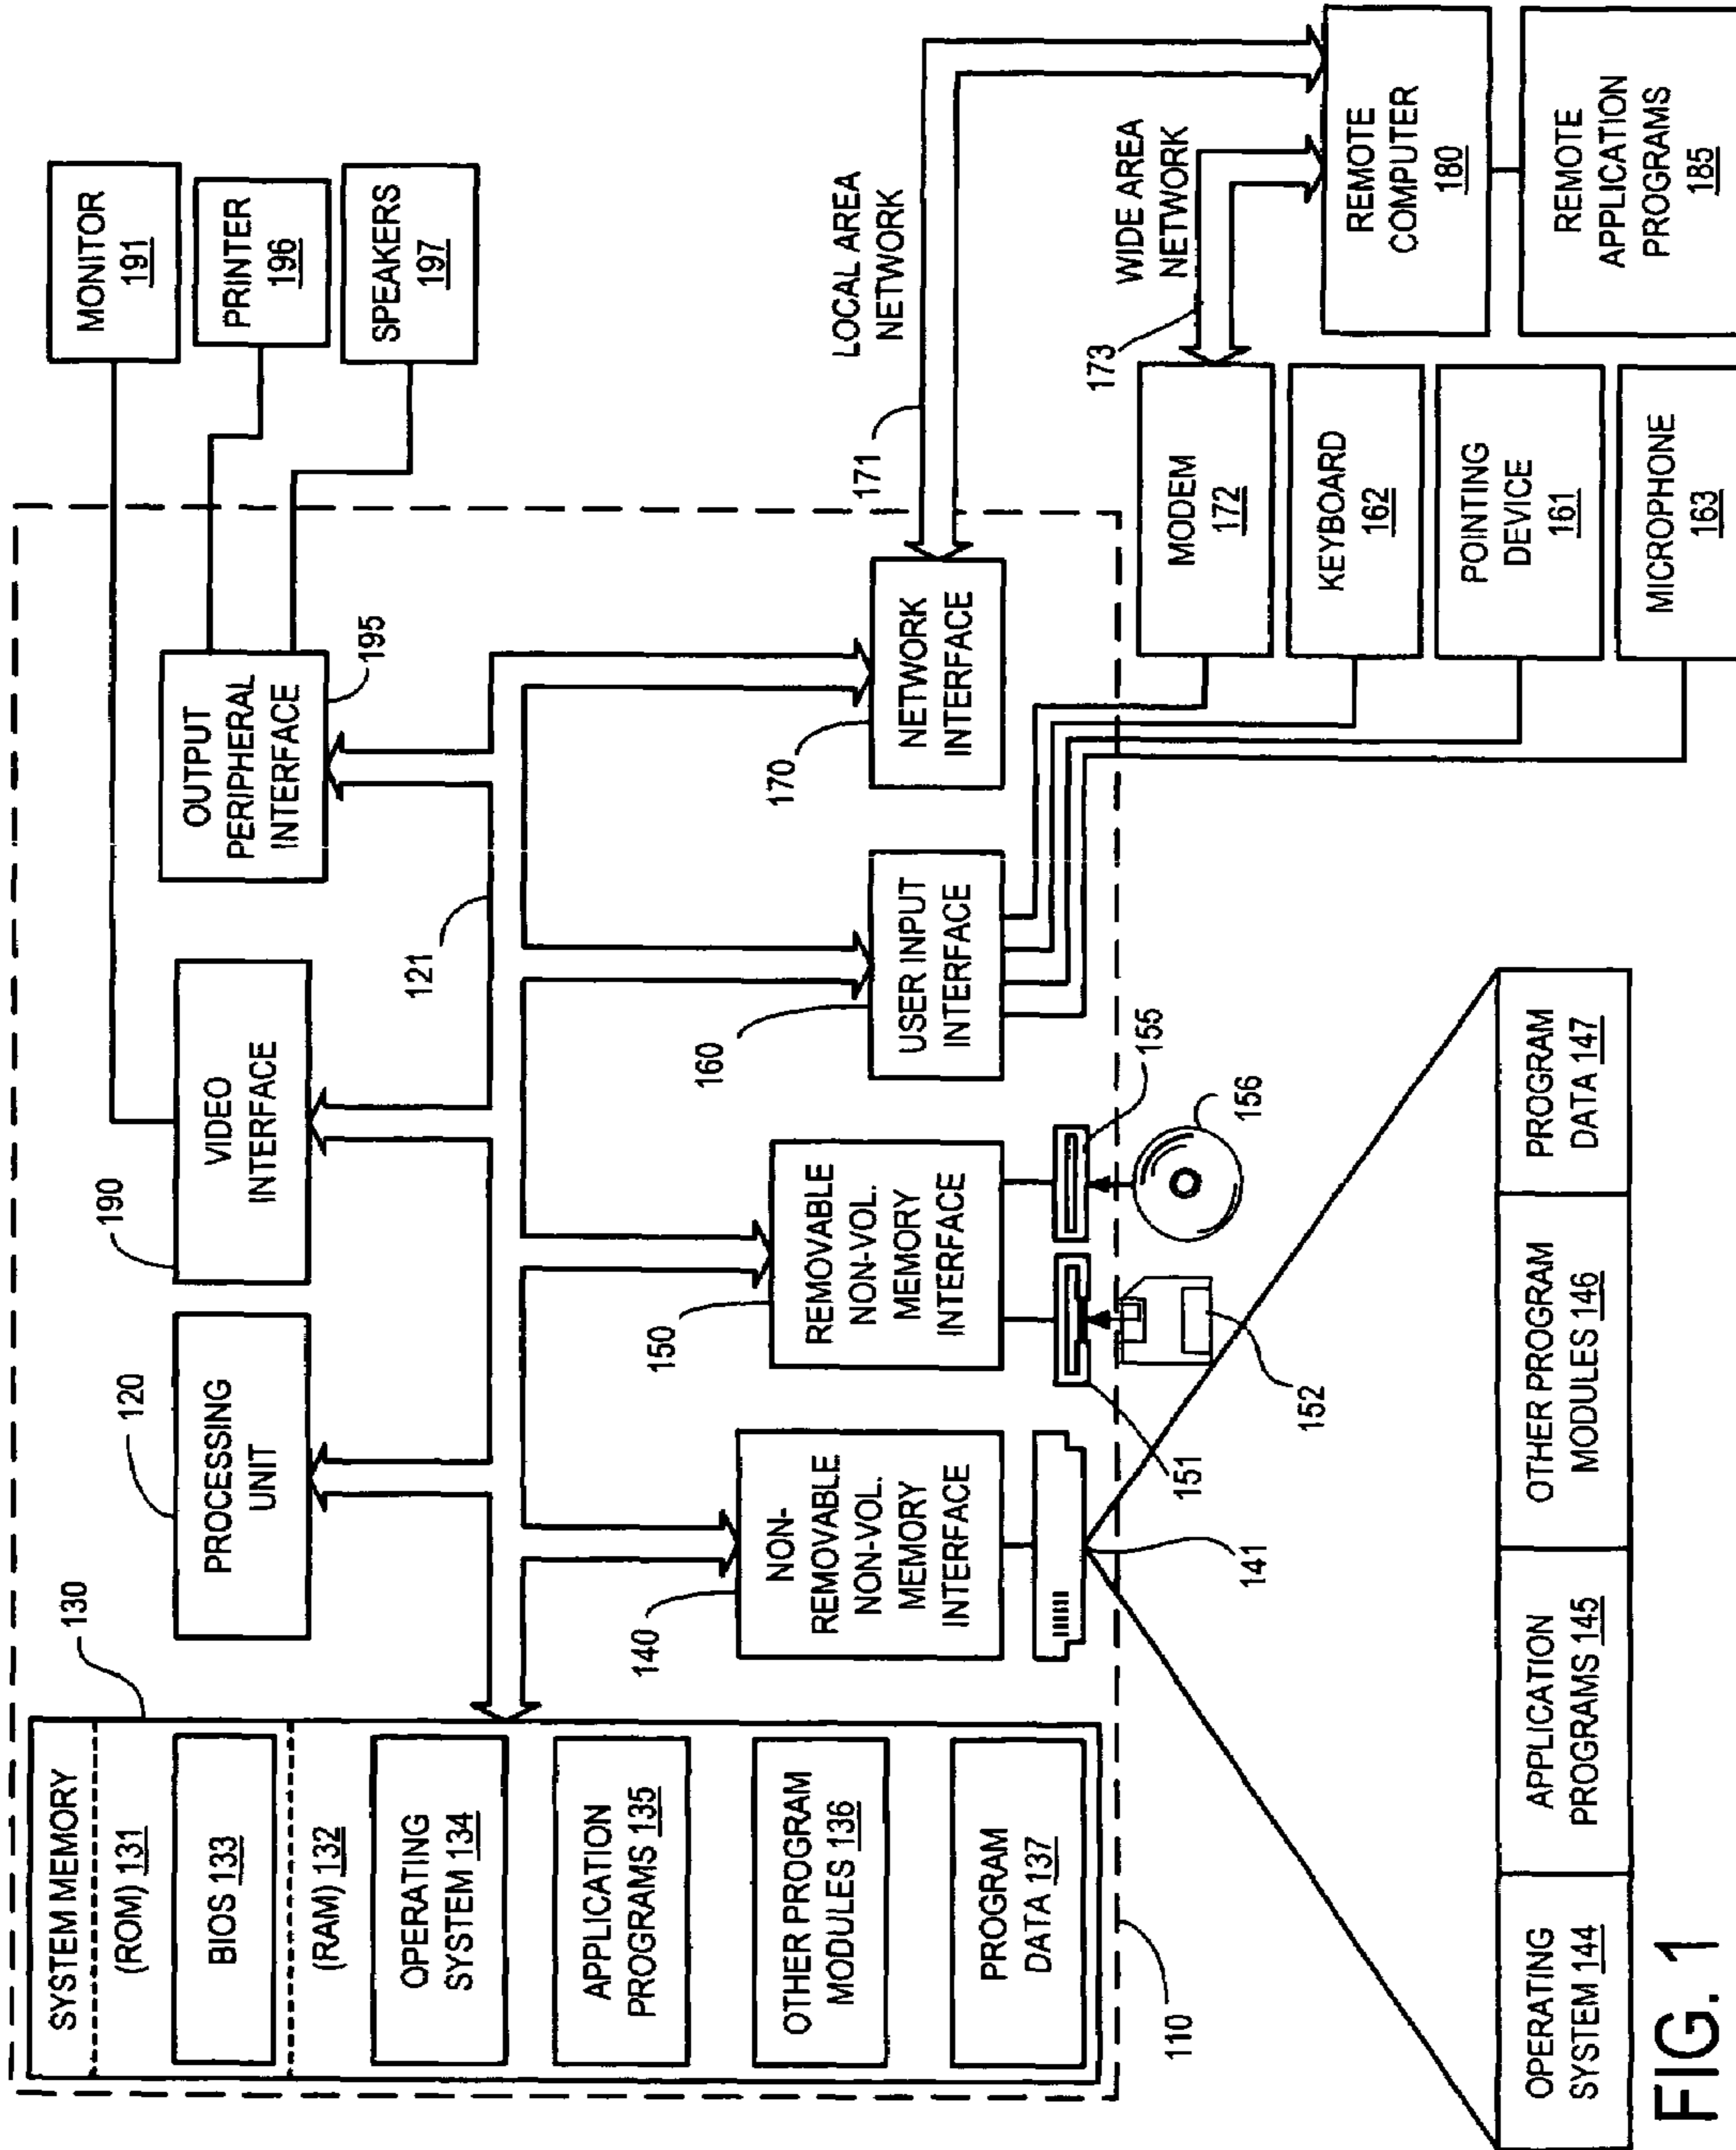 SYSTEM MEMORY
(ROM) 131
BIOS 133
(RAM) 132
OPERATING
SYSTEM 134
APPLICATION
PROGRAMS 135
OTHER PROGRAM
MODULES 136
PROGRAM
DATA 137
130
110
120
PROCESSING
UNIT
190
VIDEO
INTERFACE
OUTPUT
PERIPHERAL
INTERFACE
195
121
MONITOR
191
PRINTER
196
SPEAKERS
197
140
NON-
REMOVABLE
NON-VOL.
MEMORY
INTERFACE
141
150
REMOVABLE
NON-VOL.
MEMORY
INTERFACE
151
152
155
156
160
USER INPUT
INTERFACE
170
NETWORK
INTERFACE
171
LOCAL AREA
NETWORK
173
WIDE AREA
NETWORK
MODEM
172
KEYBOARD
162
POINTING
DEVICE
161
MICROPHONE
163
REMOTE
COMPUTER
180
REMOTE
APPLICATION
PROGRAMS
185
OPERATING
SYSTEM 144
APPLICATION
PROGRAMS 145
OTHER PROGRAM
MODULES 146
PROGRAM
DATA 147
FIG. 1